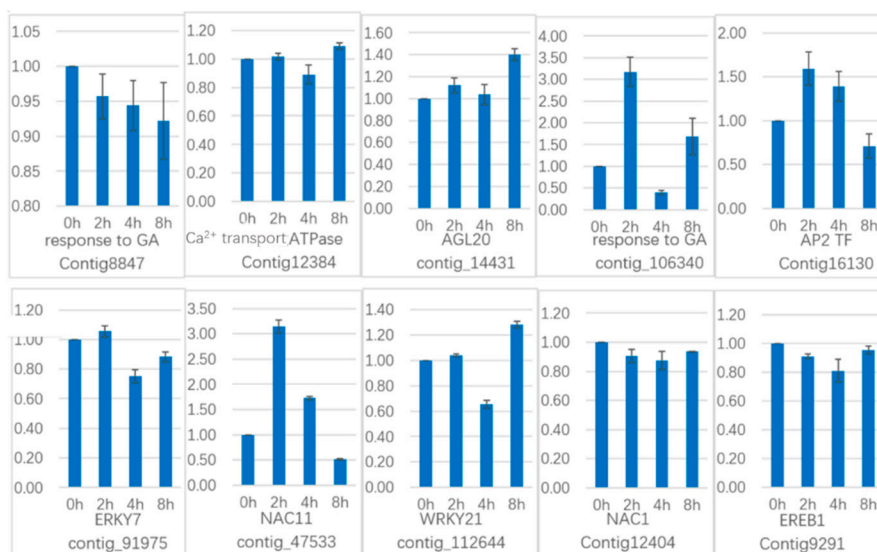 1.05
1.00
0.95
0.90
0.85
0.80
0h 2h 4h 8h
response to GA
Contig8847
1.20
1.00
0.80
0.60
0.40
0.20
0.00
0h 2h 4h 8h
Ca²⁺ transport ATPase
Contig12384
1.60
1.40
1.20
1.00
0.80
0.60
0.40
0.20
0.00
0h 2h 4h 8h
AGL20
contig_14431
4.00
3.50
3.00
2.50
2.00
1.50
1.00
0.50
0.00
0h 2h 4h 8h
response to GA
contig_106340
2.00
1.50
1.00
0.50
0.00
0h 2h 4h 8h
AP2 TF
Contig16130
1.20
1.00
0.80
0.60
0.40
0.20
0.00
0h 2h 4h 8h
ERKY7
contig_91975
3.50
3.00
2.50
2.00
1.50
1.00
0.50
0.00
0h 2h 4h 8h
NAC11
contig_47533
1.40
1.20
1.00
0.80
0.60
0.40
0.20
0.00
0h 2h 4h 8h
WRKY21
contig_112644
1.20
1.00
0.80
0.60
0.40
0.20
0.00
0h 2h 4h 8h
NAC1
Contig12404
1.20
1.00
0.80
0.60
0.40
0.20
0.00
0h 2h 4h 8h
EREB1
Contig9291